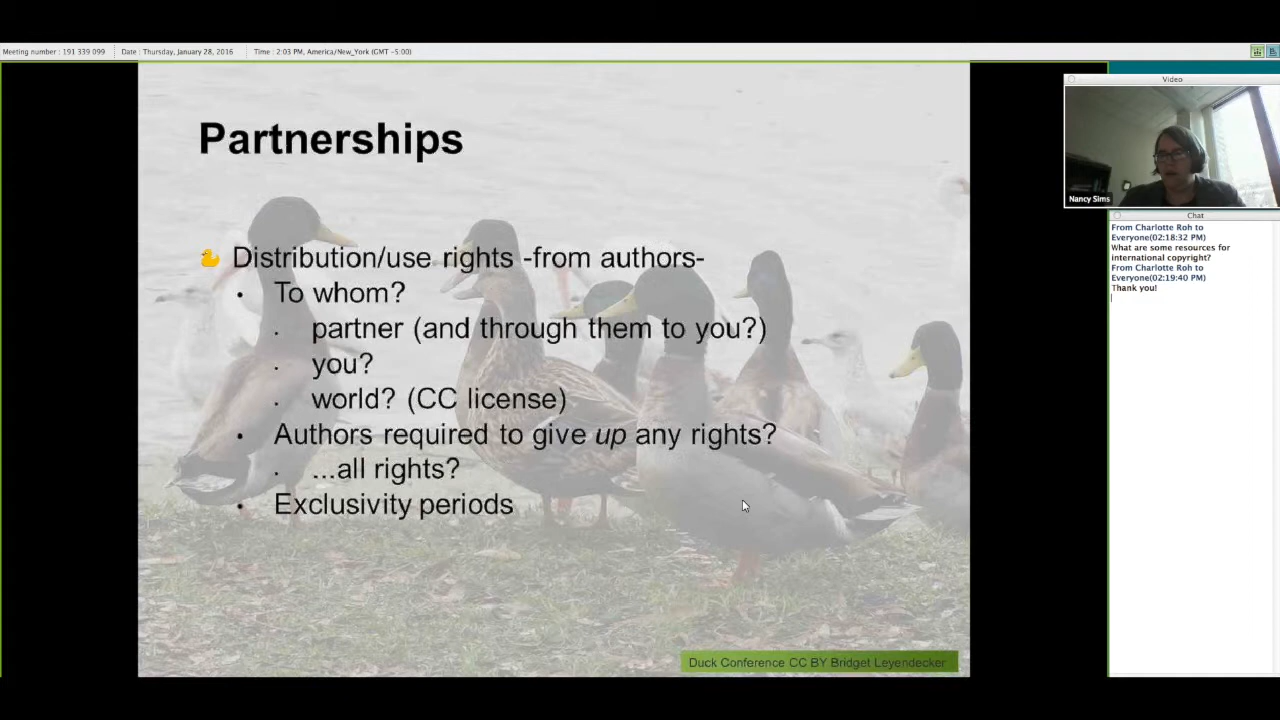 Meeting number : 191 339 099
Date : Thursday, January 28, 2016
Time : 2:03 PM, America/New_York (GMT -5:00)
Partnerships
Distribution/use rights -from authors-
• To whom?
• partner (and through them to you?)
• you?
• world? (CC license)
• Authors required to give up any rights?
• ...all rights?
• Exclusivity periods
Duck Conference CC BY Bridget Leyendecker
Video
Nancy Sims
Chat
From Charlotte Roh to
Everyone(02:18:32 PM)
What are some resources for
international copyright?
From Charlotte Roh to
Everyone(02:19:40 PM)
Thank you!